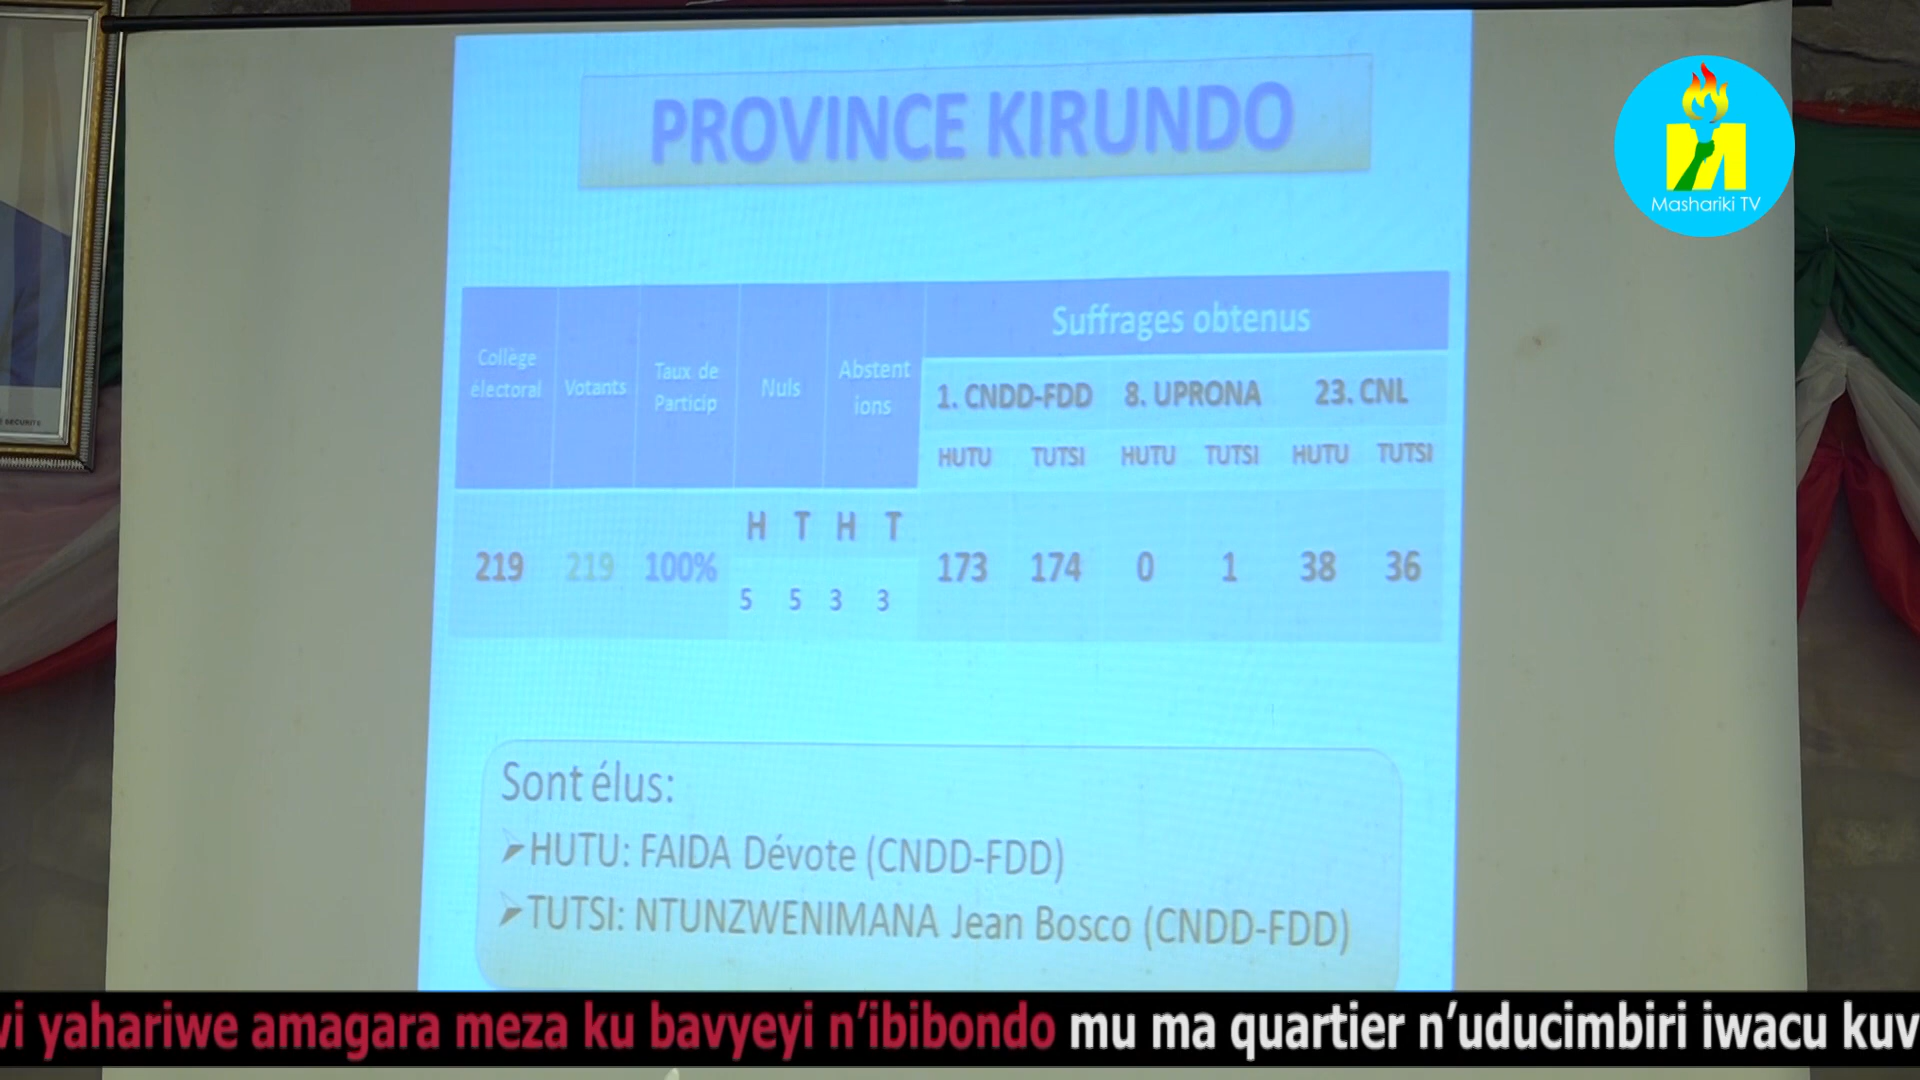 PROVINCE KIRUNDO
Mashariki TV
Collège électoral
Votants
Taux de Particip
Nuls
Abstent ions
Suffrages obtenus
1. CNDD-FDD 8. UPRONA 23. CNL
HUTU TUTSI HUTU TUTSI HUTU TUTSI
H T H T
219 219 100% 173 174 0 1 38 36
5 5 3 3
Sont élus:
➢HUTU: FAIDA Dévote (CNDD-FDD)
➢TUTSI: NTUNZWENIMANA Jean Bosco (CNDD-FDD)
yahariwe amagara meza ku bavyeyi n'ibibondo mu ma quartier n'uducimbiri iwacu